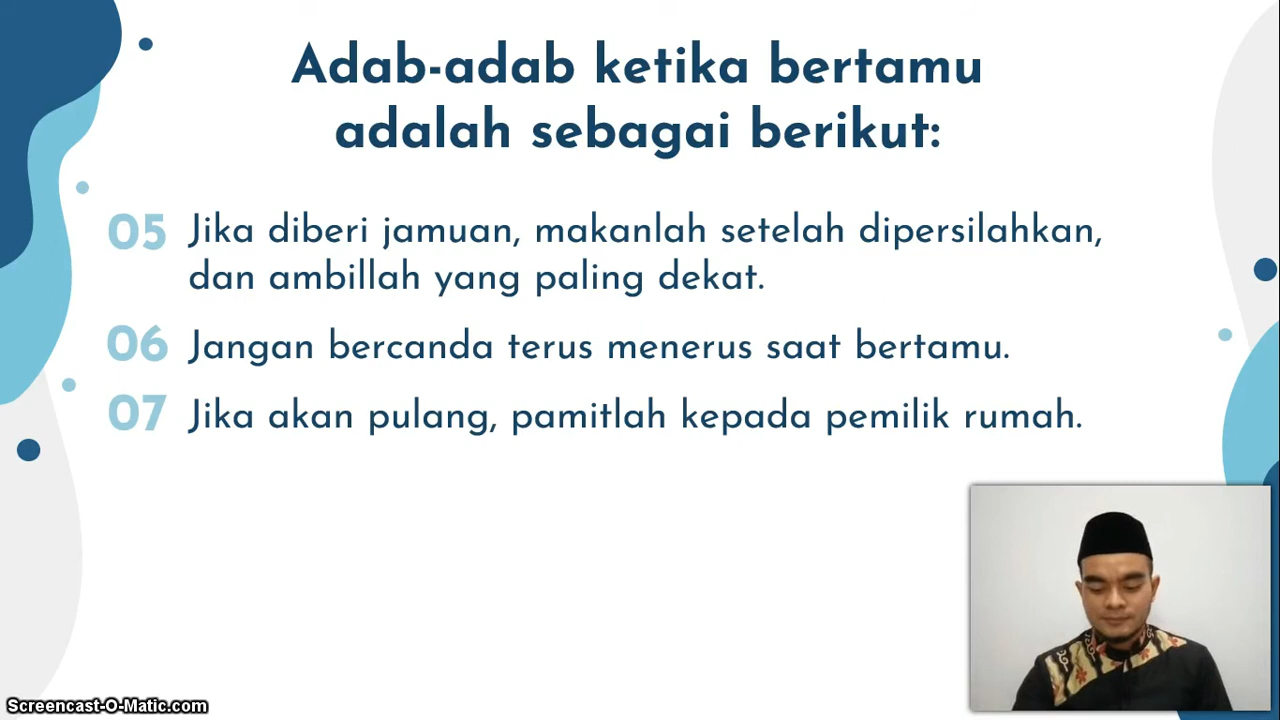 Adab-adab ketika bertamu
adalah sebagai berikut:
05 Jika diberi jamuan, makanlah setelah dipersilahkan,
dan ambillah yang paling dekat.
06 Jangan bercanda terus menerus saat bertamu.
07 Jika akan pulang, pamitlah kepada pemilik rumah.
Screencast-O-Matic.com